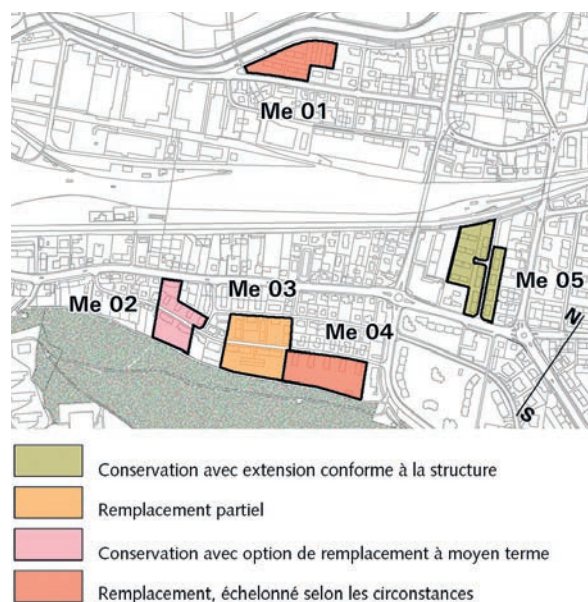 Me 01
Me 05
Me 03
Me 02
Me 04
N
S
Conservation avec extension conforme à la structure
Remplacement partiel
Conservation avec option de remplacement à moyen terme
Remplacement, échelonné selon les circonstances